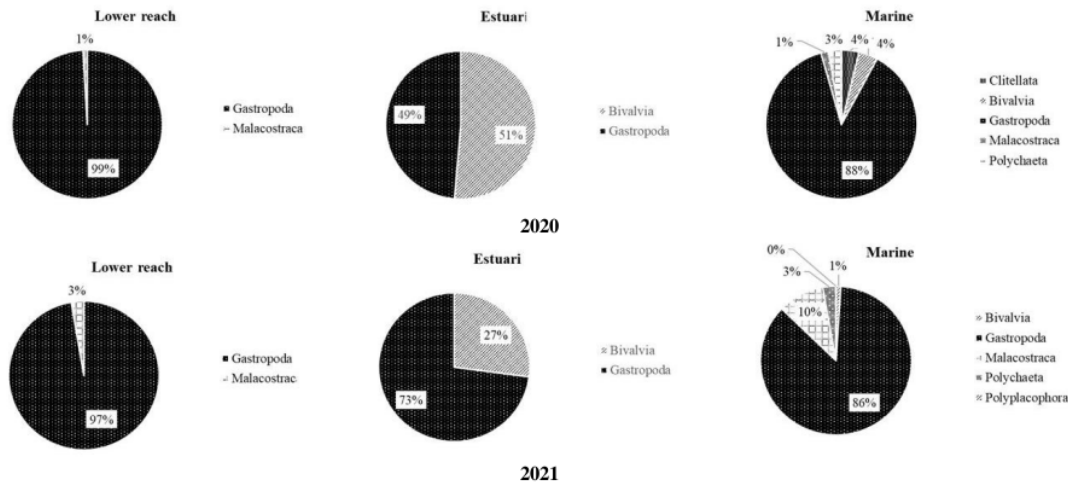 Lower reach
1%
99%
Gastropoda
Malacostraca
Estuari
49%
51%
Bivalvia
Gastropoda
Marine
1%
3%
4%
4%
88%
Clitellata
Bivalvia
Gastropoda
Malacostraca
Polychaeta
2020
Lower reach
3%
97%
Gastropoda
Malacostrac
Estuari
27%
73%
Bivalvia
Gastropoda
Marine
0%
3%
1%
10%
86%
Bivalvia
Gastropoda
Malacostraca
Polychaeta
Polyplacophora
2021